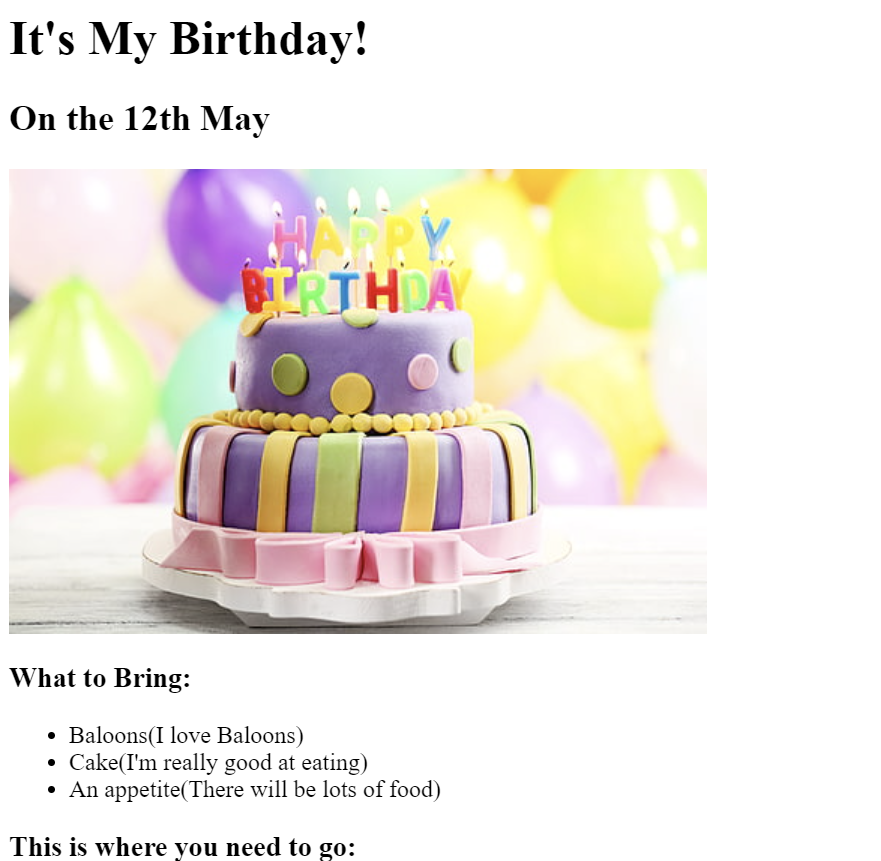 It's My Birthday!
On the 12th May
HAPPY
BIRTHDAY
What to Bring:
Baloons(I love Baloons)
Cake(I'm really good at eating)
An appetite(There will be lots of food)
This is where you need to go: